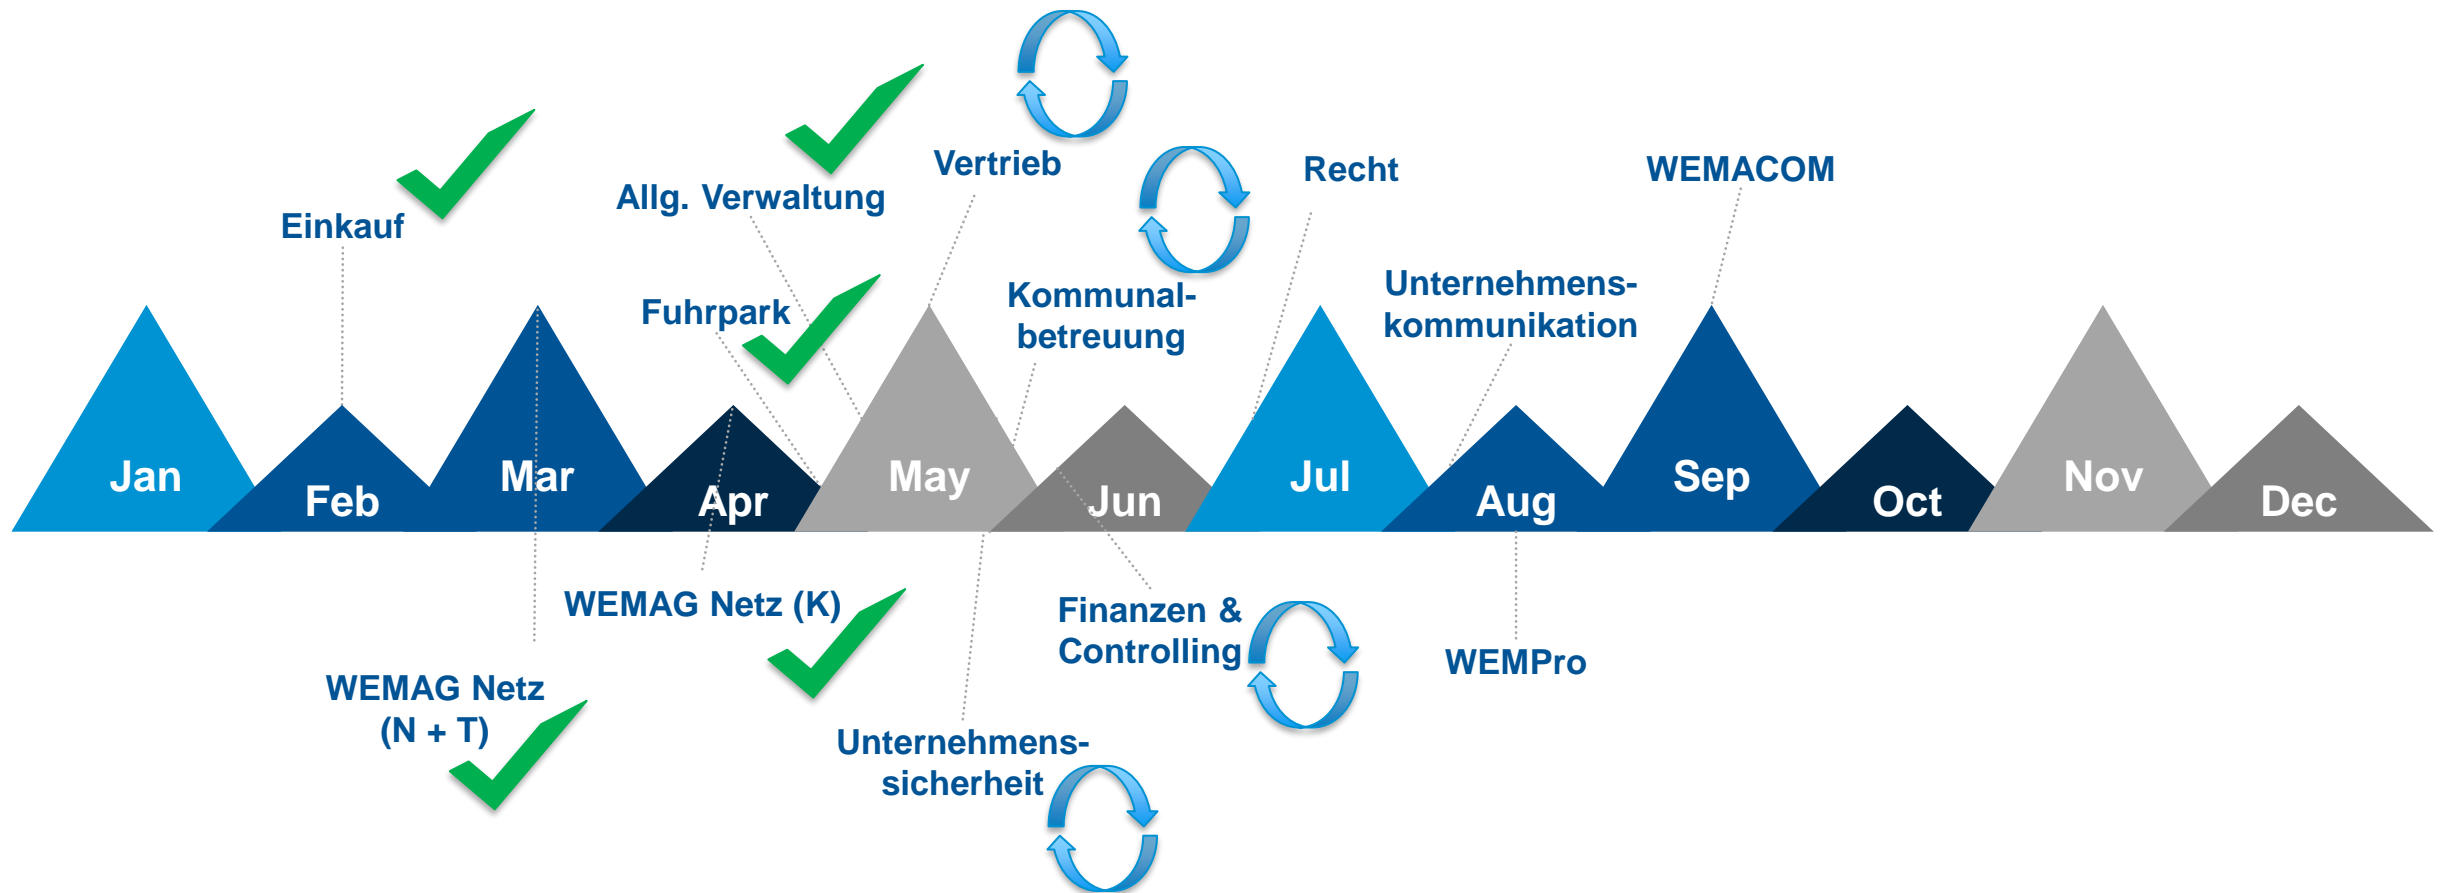 Vertrieb
Recht
WEMACOM
Allg. Verwaltung
Einkauf
Kommunal-
betreuung
Unternehmens-
kommunikation
Fuhrpark
Jan
Feb
Mar
Apr
May
Jun
Jul
Aug
Sep
Oct
Nov
Dec
WEMAG Netz (K)
Finanzen &
Controlling
WEMPro
WEMAG Netz
(N + T)
Unternehmens-
sicherheit